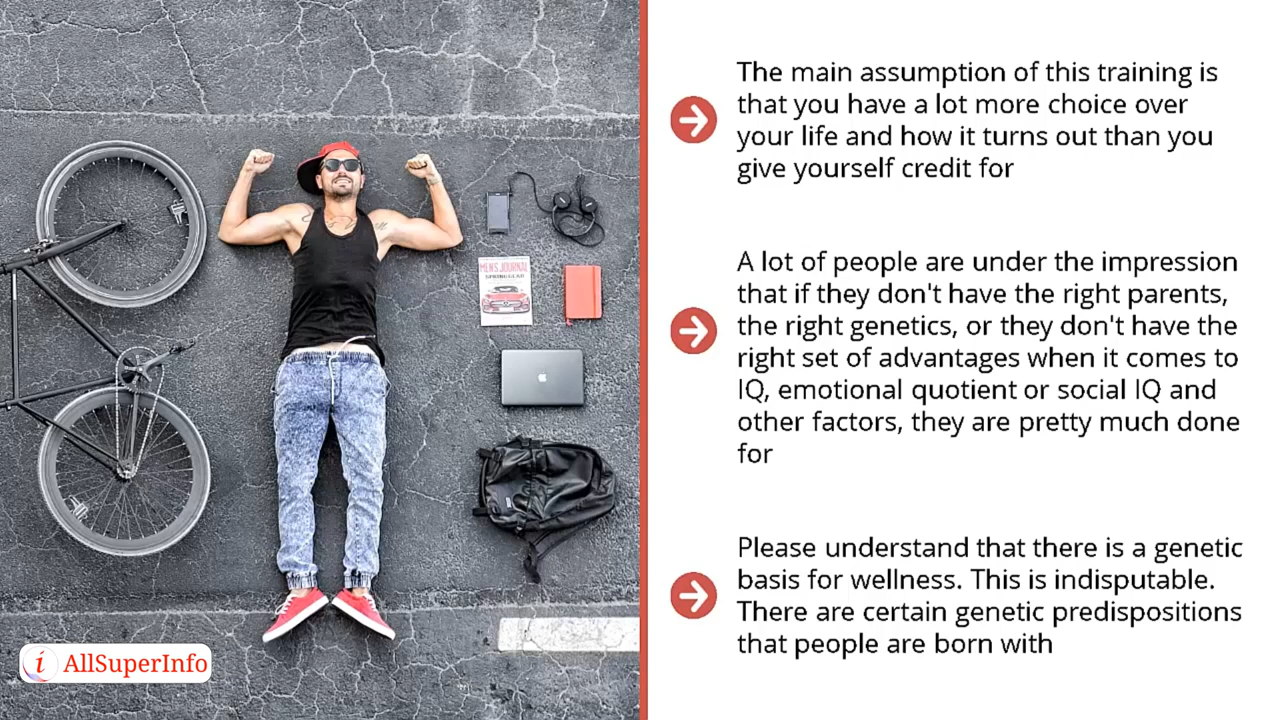 The main assumption of this training is
that you have a lot more choice over
your life and how it turns out than you
give yourself credit for
A lot of people are under the impression
that if they don't have the right parents,
the right genetics, or they don't have the
right set of advantages when it comes to
IQ, emotional quotient or social IQ and
other factors, they are pretty much done
for
Please understand that there is a genetic
basis for wellness. This is indisputable.
There are certain genetic predispositions
that people are born with
MEN'S JOURNAL
SPRING GEAR
i AllSuperInfo